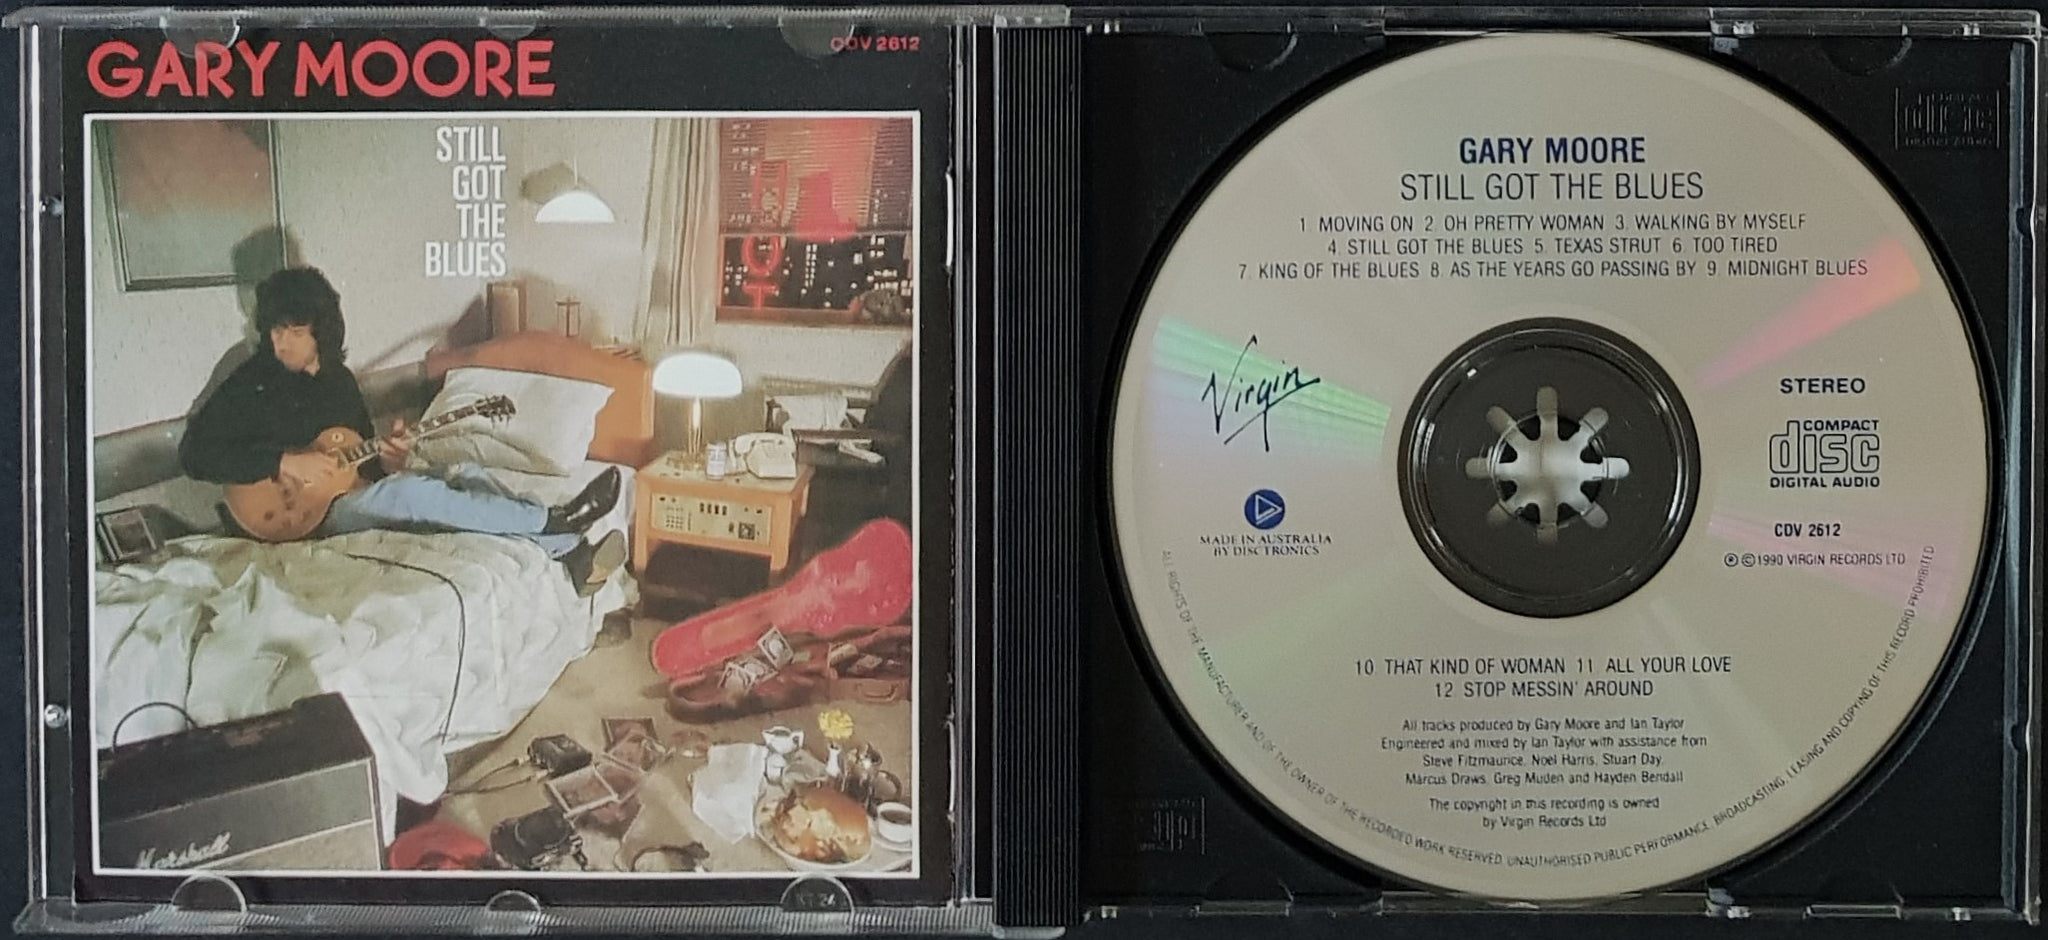 GARY MOORE
CDV 2612
STILL
GOT
THE
BLUES
Marshall
GARY MOORE
STILL GOT THE BLUES
1 MOVING ON 2. OH PRETTY WOMAN 3. WALKING BY MYSELF
4. STILL GOT THE BLUES 5. TEXAS STRUT 6. TOO TIRED
7. KING OF THE BLUES 8. AS THE YEARS GO PASSING BY 9. MIDNIGHT BLUES
Virgin
MADE IN AUSTRALIA
BY DISCTRONICS
STEREO
COMPACT
disc
DIGITAL AUDIO
CDV 2612
℗ ©1990 VIRGIN RECORDS LTD
10. THAT KIND OF WOMAN 11. ALL YOUR LOVE
12 STOP MESSIN' AROUND
All tracks produced by Gary Moore and Ian Taylor
Engineered and mixed by Ian Taylor with assistance from
Steve Fitzmaurice, Noel Harris, Stuart Day,
Marcus Draws, Greg Muden and Hayden Bendall
The copyright in this recording is owned
by Virgin Records Ltd
ALL RIGHTS OF THE MANUFACTURER AND OF THE OWNER OF THE RECORDED WORK RESERVED. UNAUTHORISED PUBLIC PERFORMANCE, BROADCASTING, LEASING AND COPYING OF THIS RECORD PROHIBITED